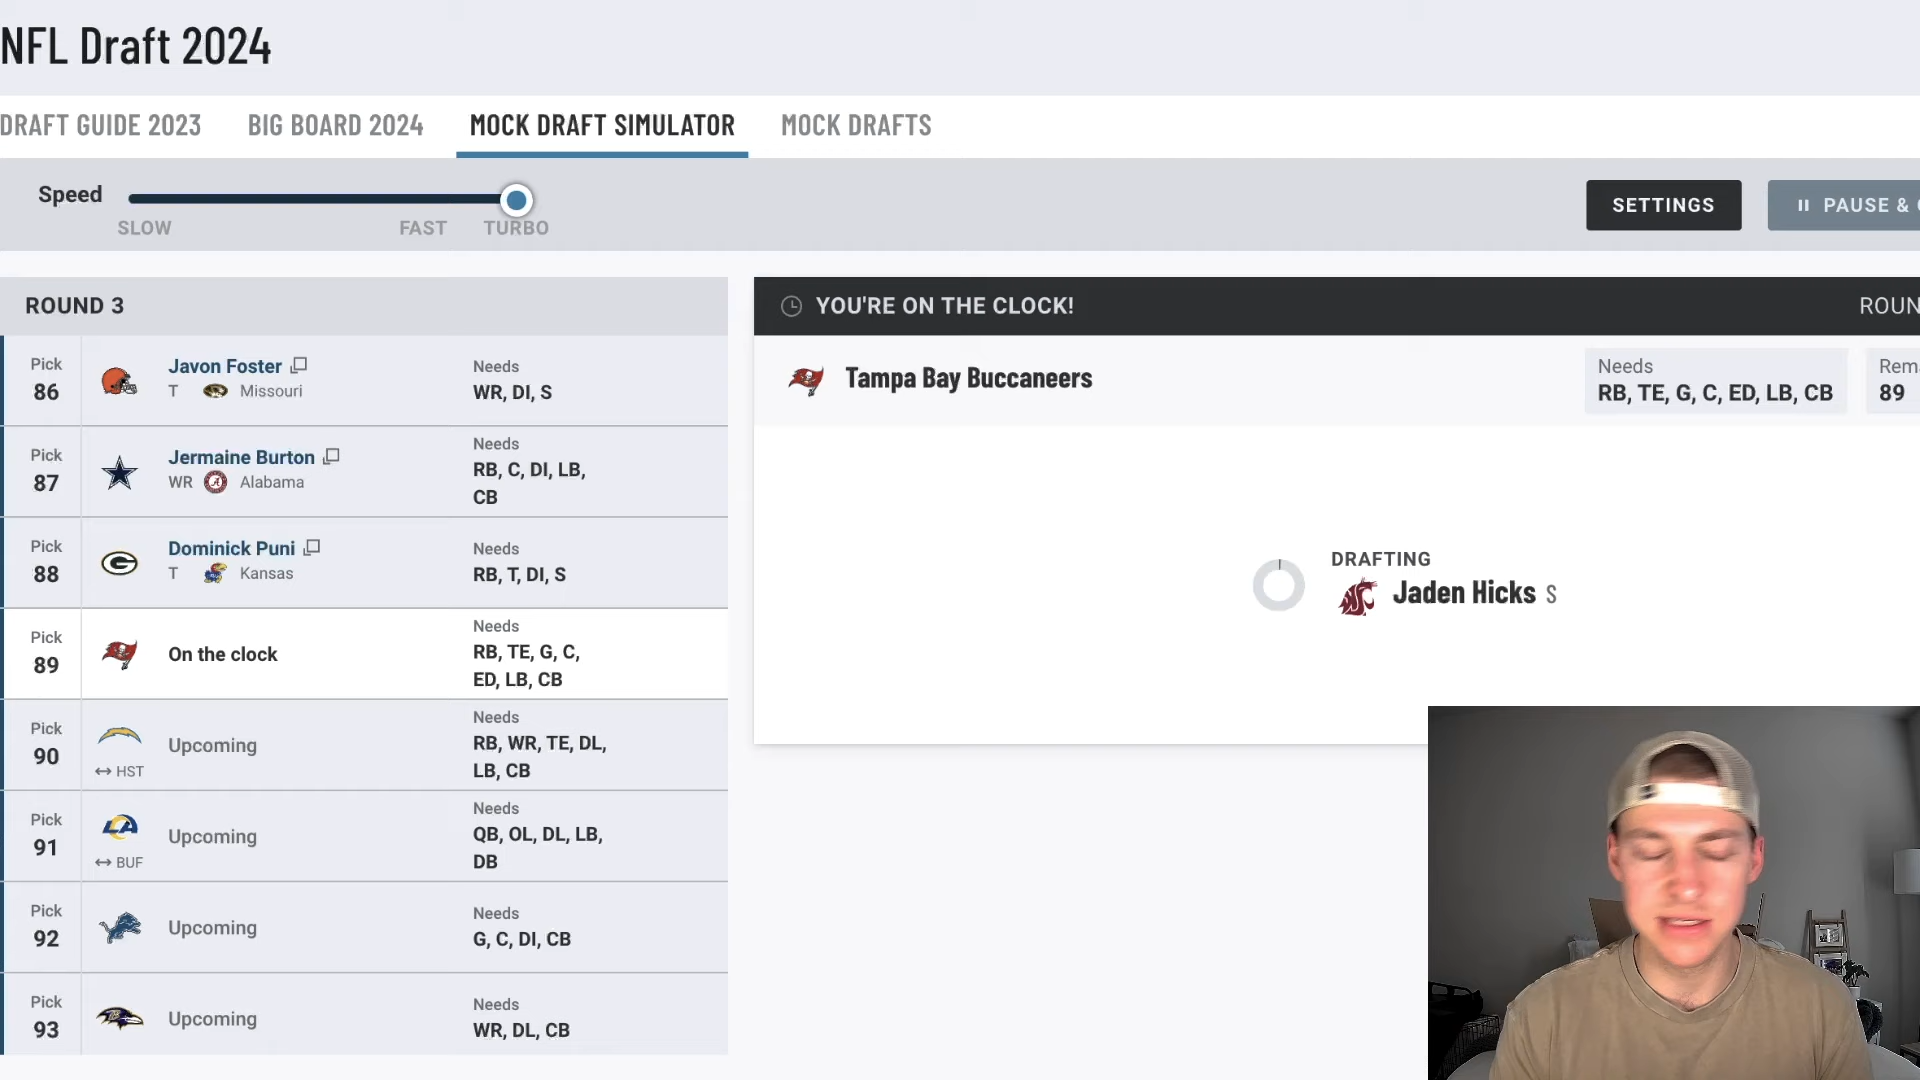 NFL Draft 2024
DRAFT GUIDE 2023
BIG BOARD 2024
MOCK DRAFT SIMULATOR
MOCK DRAFTS
Speed
SLOW
FAST
TURBO
SETTINGS
PAUSE &
ROUND 3
Pick
86
Javon Foster
T Missouri
Needs
WR, DI, S
Pick
87
Jermaine Burton
WR Alabama
Needs
RB, C, DI, LB,
CB
Pick
88
Dominick Puni
T Kansas
Needs
RB, T, DI, S
Pick
89
On the clock
Needs
RB, TE, G, C,
ED, LB, CB
Pick
90
↔ HST
Upcoming
Needs
RB, WR, TE, DL,
LB, CB
Pick
91
↔ BUF
Upcoming
Needs
QB, OL, DL, LB,
DB
Pick
92
Upcoming
Needs
G, C, DI, CB
Pick
93
Upcoming
Needs
WR, DL, CB
YOU'RE ON THE CLOCK!
ROUN
Tampa Bay Buccaneers
Needs
RB, TE, G, C, ED, LB, CB
Rem
89
DRAFTING
Jaden Hicks S